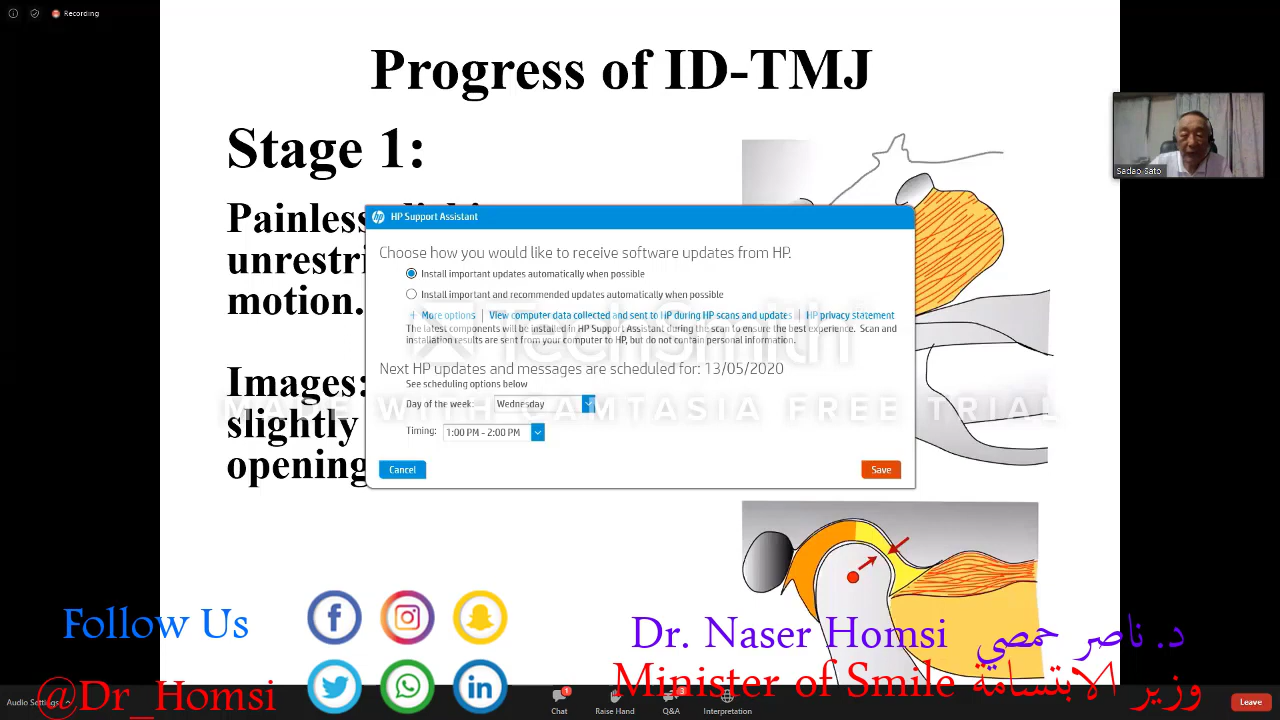 Recording
Progress of ID-TMJ
Stage 1:
Sadao Sato
Painless
unrestri
motion.
Images:
slightly
opening
HP Support Assistant
Choose how you would like to receive software updates from HP.
Install important updates automatically when possible
Install important and recommended updates automatically when possible
+ More options | View computer data collected and sent to HP during HP scans and updates | HP privacy statement
The latest components will be installed in HP Support Assistant during the scan to ensure the best experience. Scan and
installation results are sent from your computer to HP, but do not contain personal information.
TechSmith
Next HP updates and messages are scheduled for: 13/05/2020
See scheduling options below
Day of the week: Wednesday
MADE WITH CAMTASIA FREE TRIAL
Timing: 1:00 PM - 2:00 PM
Cancel
Save
Follow Us
Dr. Naser Homsi د. ناصر حمصي
Minister of Smile وزير الابتسامة
@Dr_Homsi
Audio Settings
1
3
Chat
Raise Hand
Q&A
Interpretation
Leave